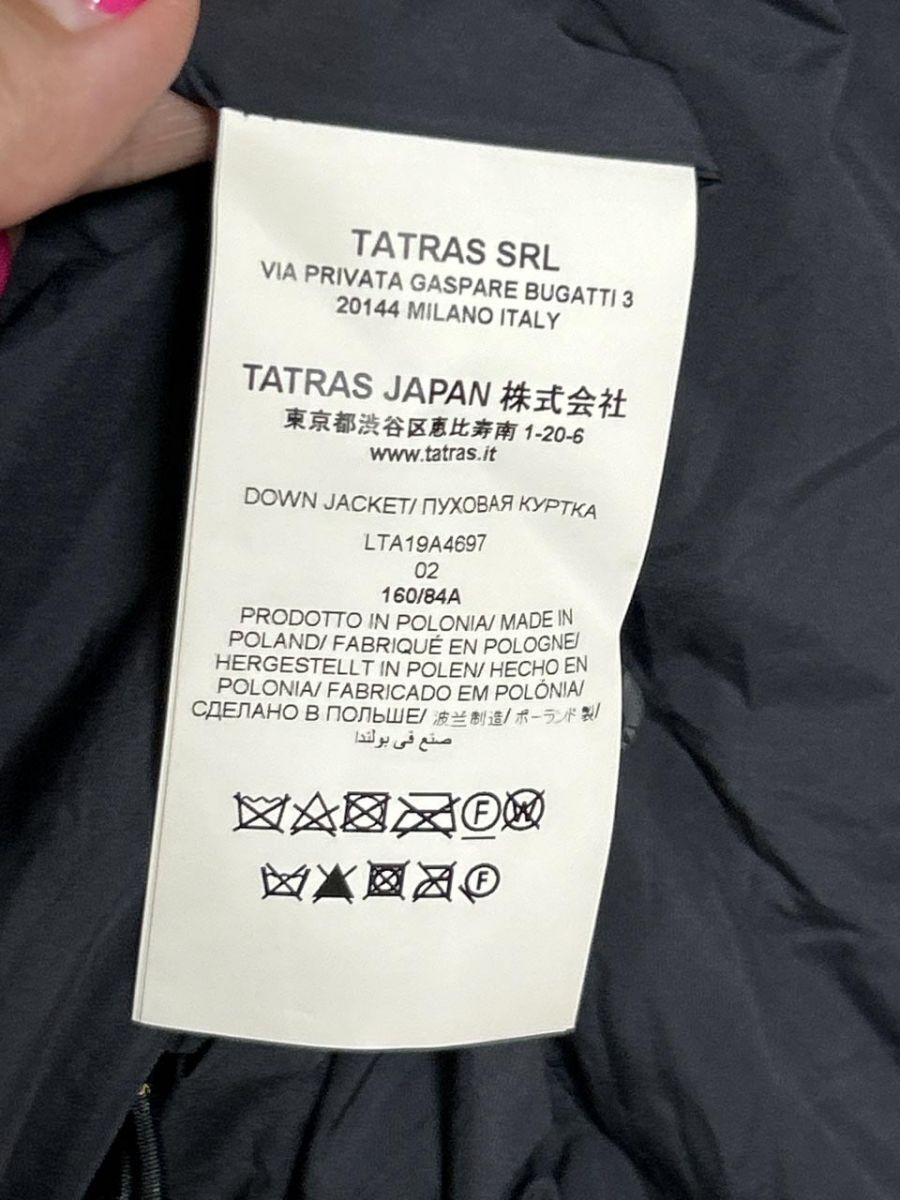 TATRAS SRL
VIA PRIVATA GASPARE BUGATTI 3
20144 MILANO ITALY
TATRAS JAPAN 株式会社
東京都渋谷区恵比寿南 1-20-6
www.tatras.it
DOWN JACKET/ ПУХОВАЯ КУРТКА
LTA19A4697
02
160/84A
PRODOTTO IN POLONIA/ MADE IN
POLAND/ FABRIQUÉ EN POLOGNE/
HERGESTELLT IN POLEN/ HECHO EN
POLONIA/ FABRICADO EM POLÓNIA/
СДЕЛАНО В ПОЛЬШЕ/ 波兰制造/ ポーランド製/
صنع في بولندا
F W
F